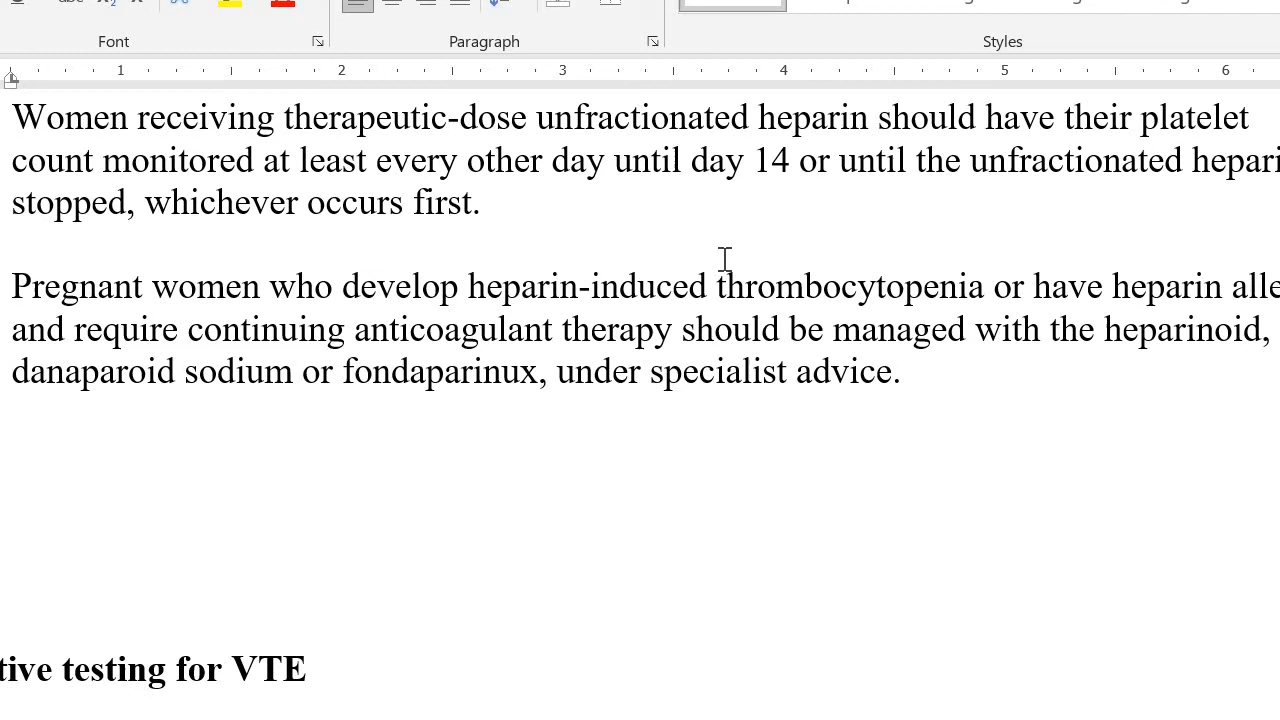 Font Paragraph Styles
1 2 3 4 5 6
Women receiving therapeutic-dose unfractionated heparin should have their platelet
count monitored at least every other day until day 14 or until the unfractionated
stopped, whichever occurs first.
Pregnant women who develop heparin-induced thrombocytopenia or have heparin
and require continuing anticoagulant therapy should be managed with the heparinoid,
danaparoid sodium or fondaparinux, under specialist advice.
testing for VTE